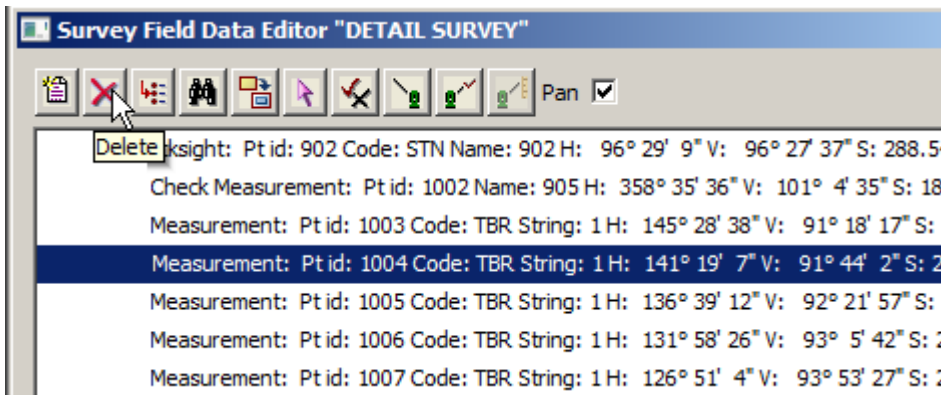 Survey Field Data Editor "DETAIL SURVEY"
Pan
Delete
Pt id: 902 Code: STN Name: 902 H: 96° 29' 9" V: 96° 27' 37" S: 288.5
Check Measurement: Pt id: 1002 Name: 905 H: 358° 35' 36" V: 101° 4' 35" S: 18
Measurement: Pt id: 1003 Code: TBR String: 1 H: 145° 28' 38" V: 91° 18' 17" S:
Measurement: Pt id: 1004 Code: TBR String: 1 H: 141° 19' 7" V: 91° 44' 2" S: 2
Measurement: Pt id: 1005 Code: TBR String: 1 H: 136° 39' 12" V: 92° 21' 57" S:
Measurement: Pt id: 1006 Code: TBR String: 1 H: 131° 58' 26" V: 93° 5' 42" S: 2
Measurement: Pt id: 1007 Code: TBR String: 1 H: 126° 51' 4" V: 93° 53' 27" S: 2